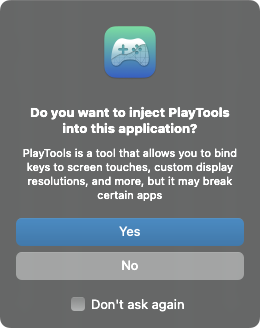 Do you want to inject PlayTools
into this application?
PlayTools is a tool that allows you to bind
keys to screen touches, custom display
resolutions, and more, but it may break
certain apps
Yes
No
Don't ask again